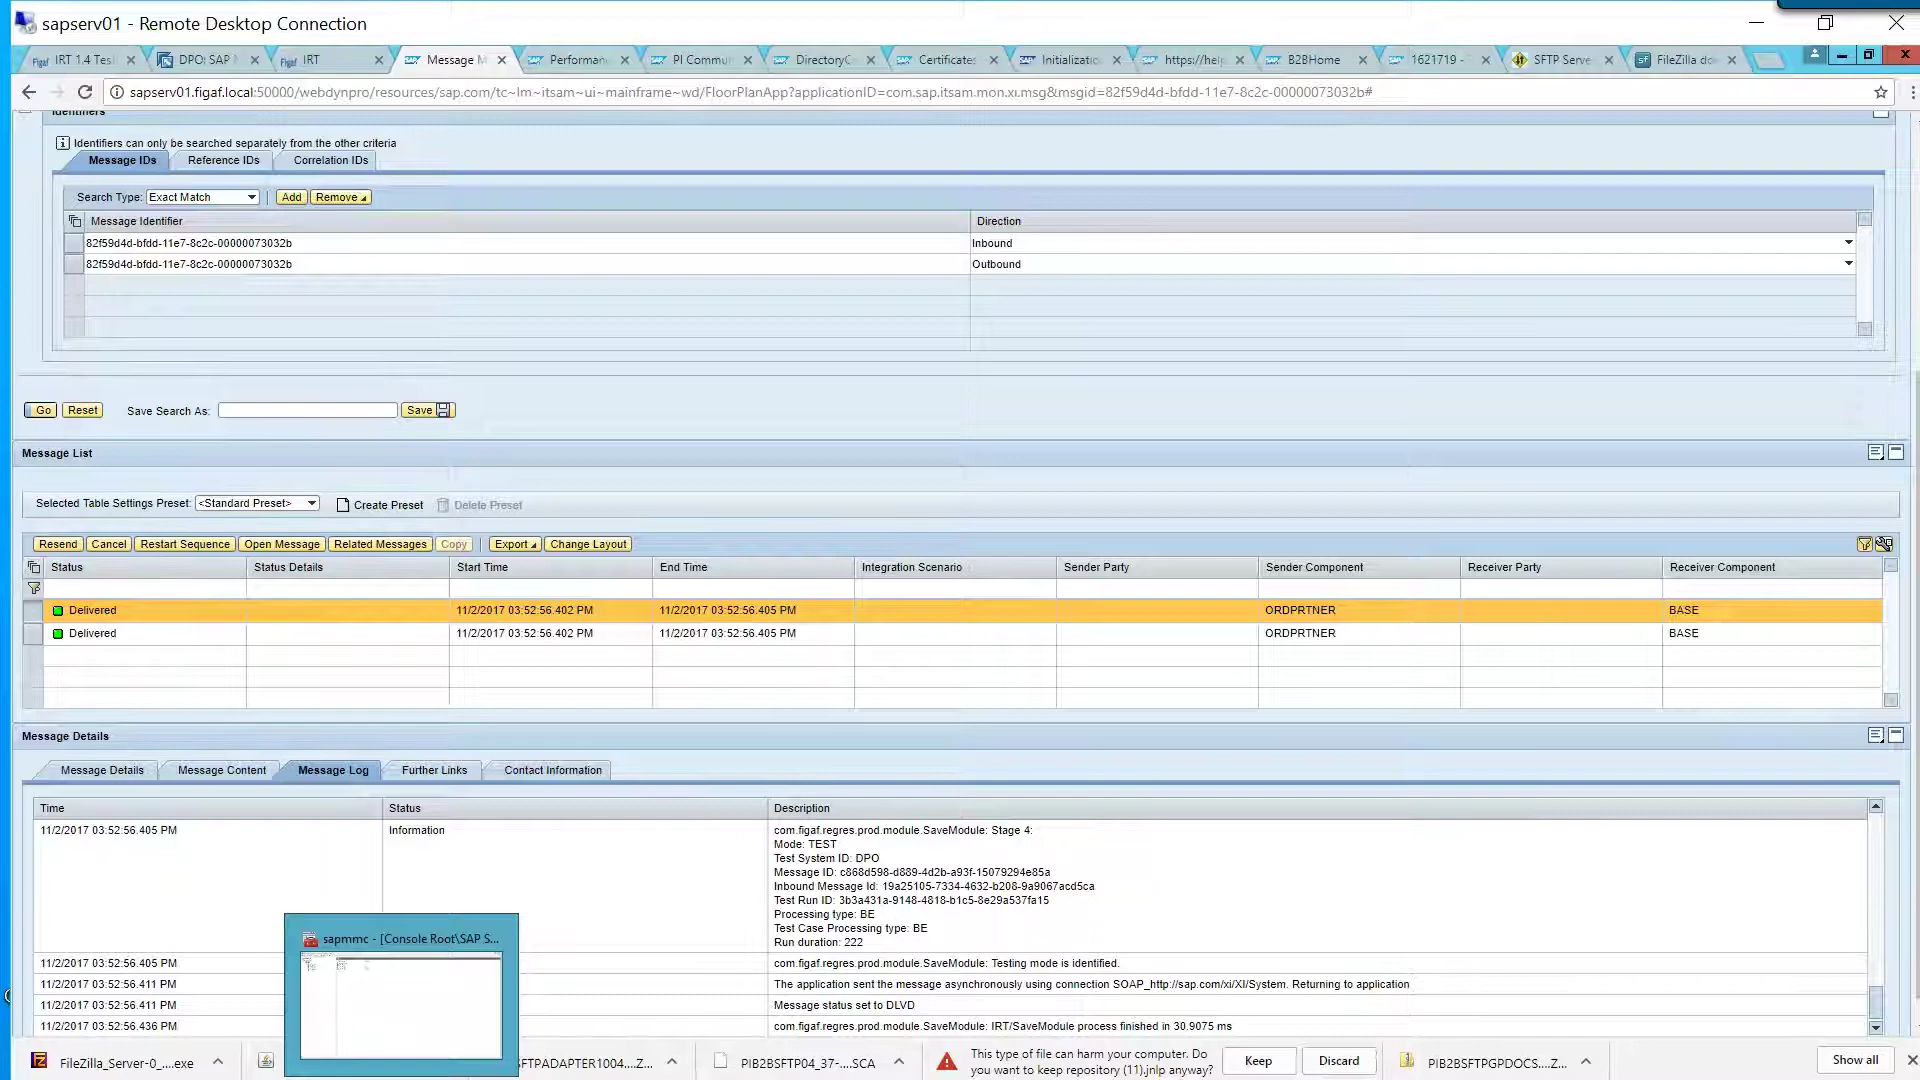 sapserv01 - Remote Desktop Connection
Figaf IRT 1.4 Tes
DPO: SAP
Figaf IRT
Message M
Performan
PI Commu
DirectoryC
Certificate
Initializatio
https://hel
B2BHome
1621719 -
SFTP Serve
FileZilla do
sapserv01.figaf.local:50000/webdynpro/resources/sap.com/tc~lm~itsam~ui~mainframe~wd/FloorPlanApp?applicationID=com.sap.itsam.mon.xi.msg&msgid=82f59d4d-bfdd-11e7-8c2c-00000073032b#
Identifiers
Identifiers can only be searched separately from the other criteria
Message IDs Reference IDs Correlation IDs
Search Type: Exact Match Add Remove
Message Identifier Direction
82f59d4d-bfdd-11e7-8c2c-00000073032b Inbound
82f59d4d-bfdd-11e7-8c2c-00000073032b Outbound
Go Reset Save Search As: Save
Message List
Selected Table Settings Preset: <Standard Preset> Create Preset Delete Preset
Resend Cancel Restart Sequence Open Message Related Messages Copy Export Change Layout
Status Status Details Start Time End Time Integration Scenario Sender Party Sender Component Receiver Party Receiver Component
Delivered 11/2/2017 03:52:56.402 PM 11/2/2017 03:52:56.405 PM ORDPRTNER BASE
Delivered 11/2/2017 03:52:56.402 PM 11/2/2017 03:52:56.405 PM ORDPRTNER BASE
Message Details
Message Details Message Content Message Log Further Links Contact Information
Time Status Description
11/2/2017 03:52:56.405 PM Information com.figaf.regres.prod.module.SaveModule: Stage 4:
Mode: TEST
Test System ID: DPO
Message ID: c868d598-d889-4d2b-a93f-15079294e85a
Inbound Message Id: 19a25105-7334-4632-b208-9a9067acd5ca
Test Run ID: 3b3a431a-9148-4818-b1c5-8e29a537fa15
Processing type: BE
Test Case Processing type: BE
Run duration: 222
sapmmc - [Console Root\SAP S...
11/2/2017 03:52:56.405 PM com.figaf.regres.prod.module.SaveModule: Testing mode is identified.
11/2/2017 03:52:56.411 PM The application sent the message asynchronously using connection SOAP_http://sap.com/xi/XI/System. Returning to application
11/2/2017 03:52:56.411 PM Message status set to DLVD
11/2/2017 03:52:56.436 PM com.figaf.regres.prod.module.SaveModule: IRT/SaveModule process finished in 30.9075 ms
FileZilla_Server-0_....exe
SFTPADAPTER1004....Z...
PIB2BSFTP04_37-....SCA
This type of file can harm your computer. Do
you want to keep repository (11).jnlp anyway?
Keep Discard
PIB2BSFTPGPDOCS....Z...
Show all